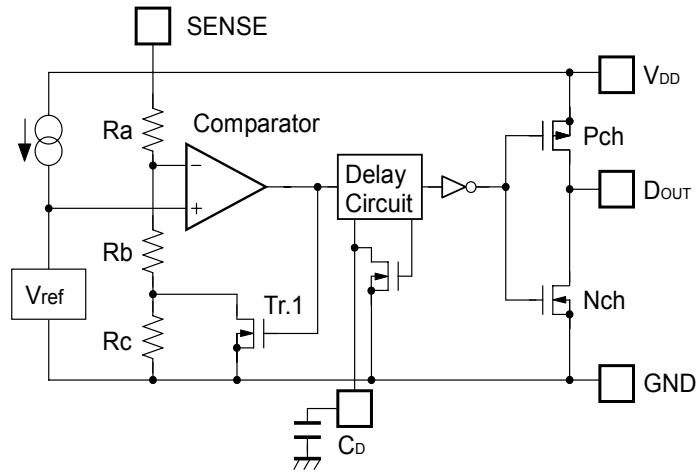 SENSE
VDD
Ra
Comparator
Pch
−
Delay
Circuit
DOUT
+
Rb
Vref
Tr.1
Nch
Rc
GND
CD